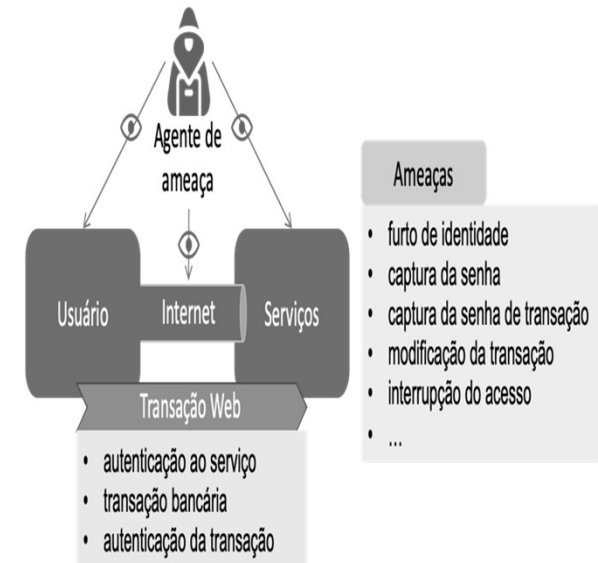 Agente de
ameaça
Usuário
Internet
Serviços
Transação Web
• autenticação ao serviço
• transação bancária
• autenticação da transação
Ameaças
• furto de identidade
• captura da senha
• captura da senha de transação
• modificação da transação
• interrupção do acesso
• ...